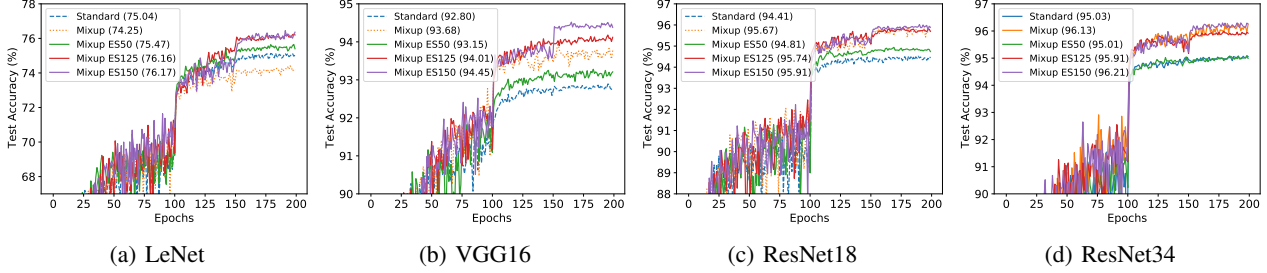 Test Accuracy (%)
78
76
74
72
70
68
Standard (75.04)
Mixup (74.25)
Mixup ES50 (75.47)
Mixup ES125 (76.16)
Mixup ES150 (76.17)
0 25 50 75 100 125 150 175 200
Epochs
(a) LeNet
Test Accuracy (%)
95
94
93
92
91
90
Standard (92.80)
Mixup (93.68)
Mixup ES50 (93.15)
Mixup ES125 (94.01)
Mixup ES150 (94.45)
0 25 50 75 100 125 150 175 200
Epochs
(b) VGG16
Test Accuracy (%)
97
96
95
94
93
92
91
90
89
88
Standard (94.41)
Mixup (95.67)
Mixup ES50 (94.81)
Mixup ES125 (95.74)
Mixup ES150 (95.91)
0 25 50 75 100 125 150 175 200
Epochs
(c) ResNet18
Test Accuracy (%)
97
96
95
94
93
92
91
90
Standard (95.03)
Mixup (96.13)
Mixup ES50 (95.01)
Mixup ES125 (95.91)
Mixup ES150 (96.21)
0 25 50 75 100 125 150 175 200
Epochs
(d) ResNet34